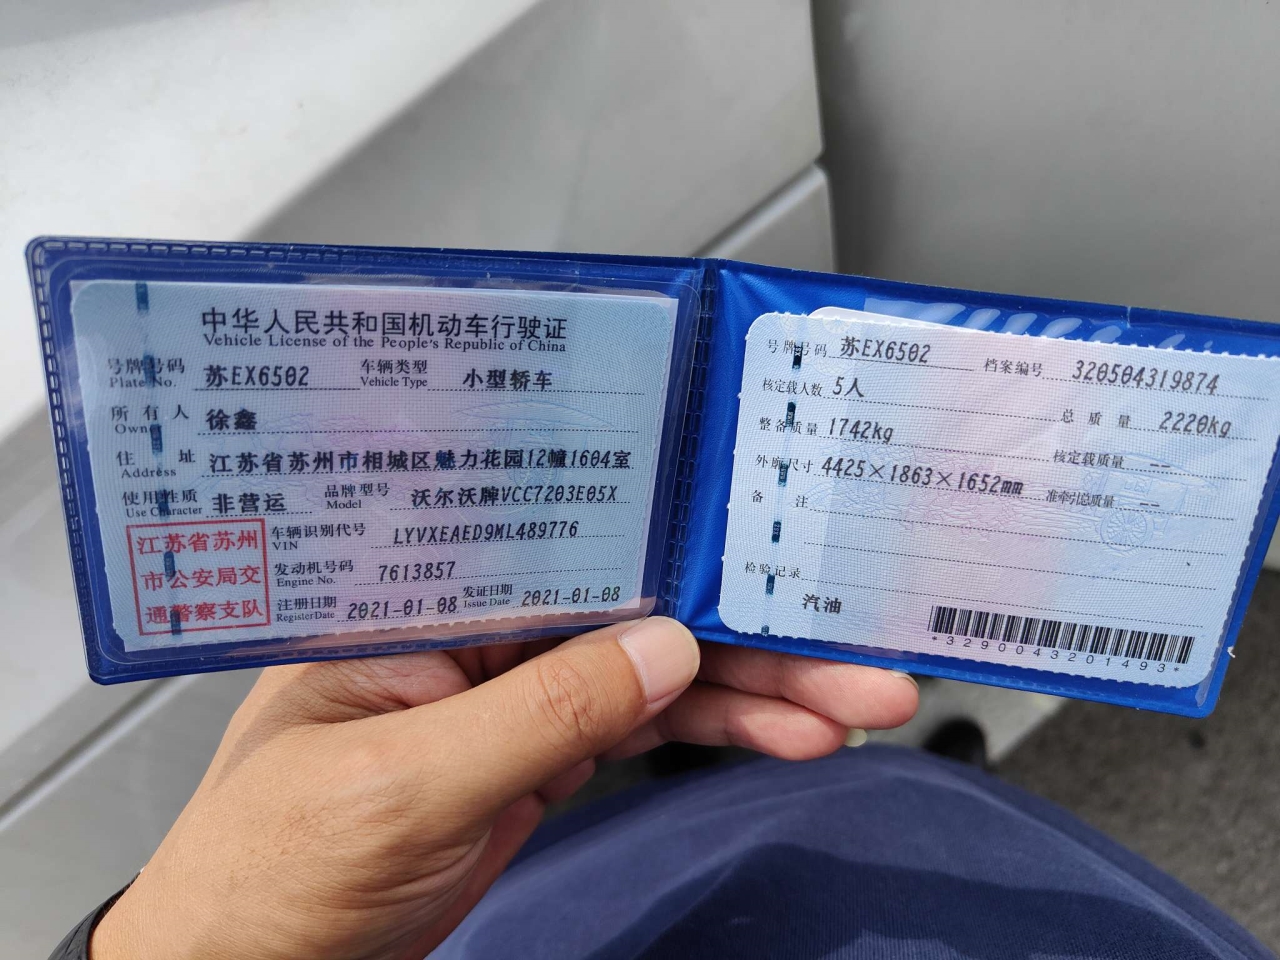 中华人民共和国机动车行驶证
Vehicle License of the People's Republic of China
号牌号码 苏EX6502 车辆类型 小型轿车
Plate No. Vehicle Type
所有人 徐鑫
Owner
住址 江苏省苏州市相城区魅力花园12幢1604室
Address
使用性质 非营运 品牌型号 沃尔沃牌VCC7203E05X
Use Character Model
江苏省苏州
市公安局交
通警察支队
车辆识别代号 LYVXEAED9ML489776
VIN
发动机号码 7613857
Engine No.
注册日期 2021-01-08 发证日期 2021-01-08
Register Date Issue Date
号牌号码 苏EX6502 档案编号 320504319874
核定载人数 5人 总质量 2220kg
整备质量 1742kg 核定载质量 --
外廓尺寸 4425×1863×1652mm 准牵引总质量 --
备注
检验记录
汽油
*3290043201493*